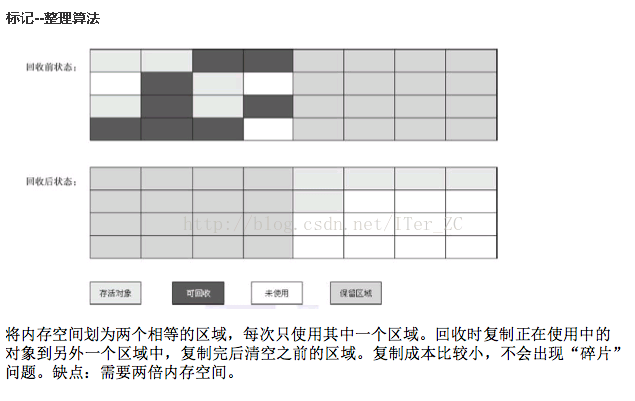 标记--整理算法
回收前状态：
回收后状态：
http://blog.csdn.net/ITer_ZC
存活对象
可回收
未使用
保留区域
将内存空间划为两个相等的区域，每次只使用其中一个区域。回收时复制正在使用中的
对象到另外一个区域中，复制完后清空之前的区域。复制成本比较小，不会出现“碎片”
问题。缺点：需要两倍内存空间。